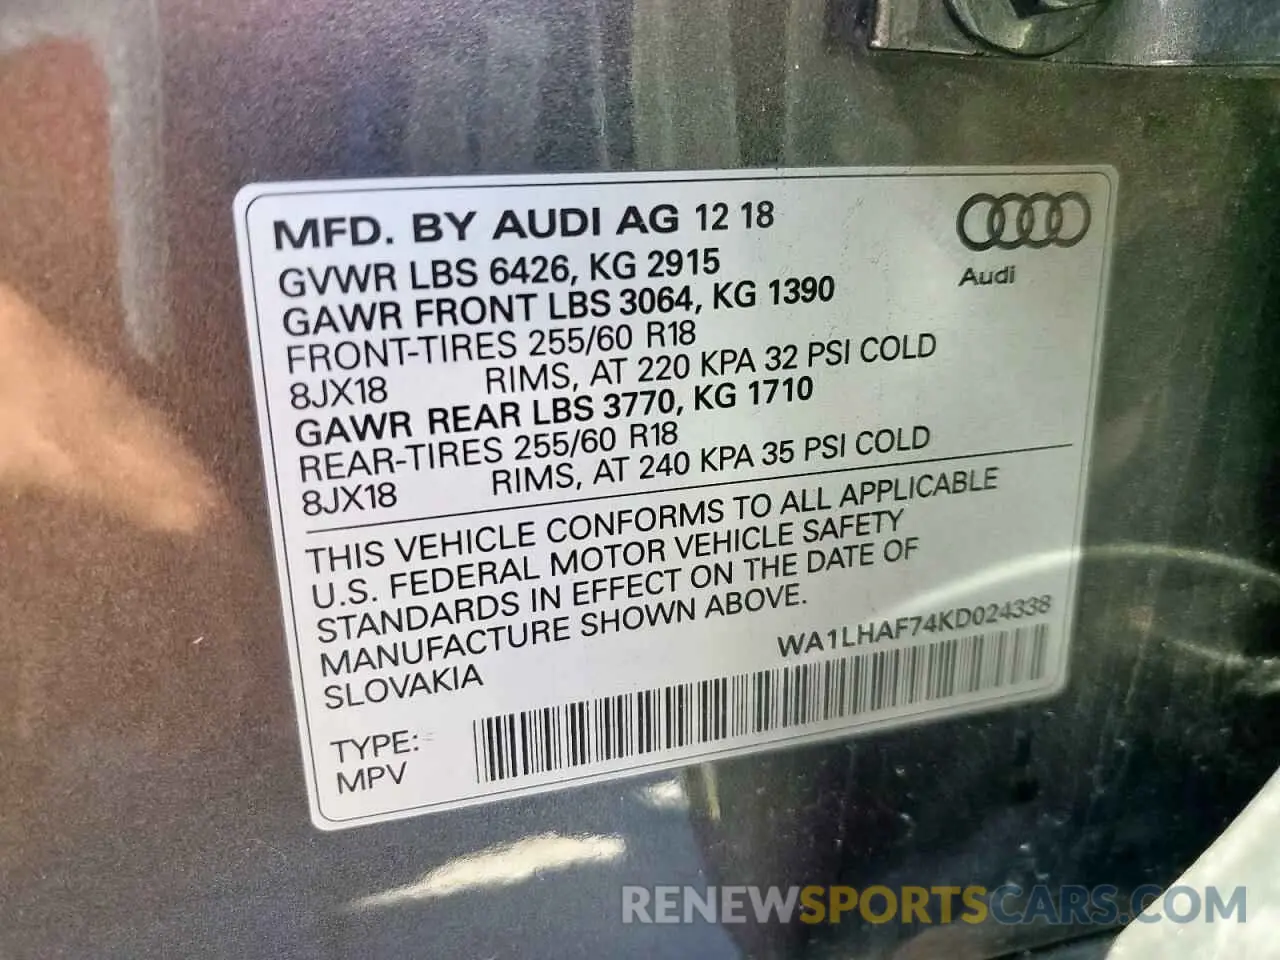 MFD. BY AUDI AG 12 18
Audi
GVWR LBS 6426, KG 2915
GAWR FRONT LBS 3064, KG 1390
FRONT-TIRES 255/60 R18
8JX18 RIMS, AT 220 KPA 32 PSI COLD
GAWR REAR LBS 3770, KG 1710
REAR-TIRES 255/60 R18
8JX18 RIMS, AT 240 KPA 35 PSI COLD
THIS VEHICLE CONFORMS TO ALL APPLICABLE
U.S. FEDERAL MOTOR VEHICLE SAFETY
STANDARDS IN EFFECT ON THE DATE OF
MANUFACTURE SHOWN ABOVE.
SLOVAKIA
WA1LHAF74KD024338
TYPE:
MPV
RENEWSPORTSCARS.COM